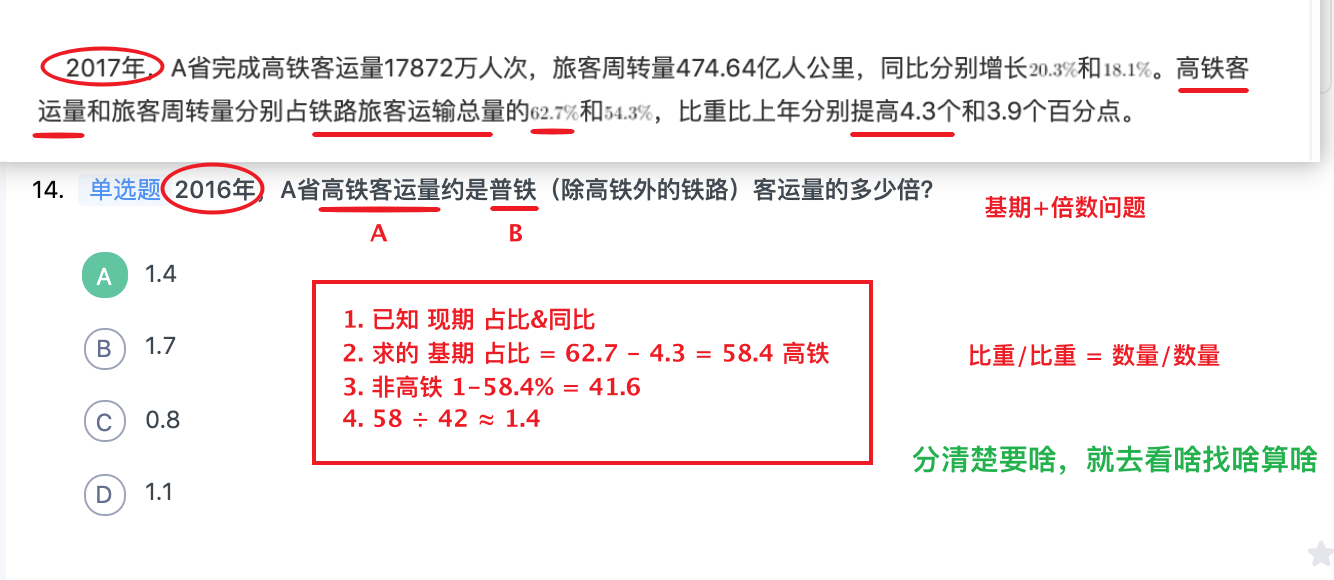 2017年，A省完成高铁客运量17872万人次，旅客周转量474.64亿人公里，同比分别增长20.3%和18.1%。高铁客
运量和旅客周转量分别占铁路旅客运输总量的62.7%和54.3%，比重比上年分别提高4.3个和3.9个百分点。
14. 单选题 2016年，A省高铁客运量约是普铁（除高铁外的铁路）客运量的多少倍？
基期+倍数问题
A B
A 1.4
B 1.7
C 0.8
D 1.1
1. 已知 现期 占比&同比
2. 求的 基期 占比 = 62.7 - 4.3 = 58.4 高铁
3. 非高铁 1-58.4% = 41.6
4. 58 ÷ 42 ≈ 1.4
比重/比重 = 数量/数量
分清楚要啥，就去看啥找啥算啥